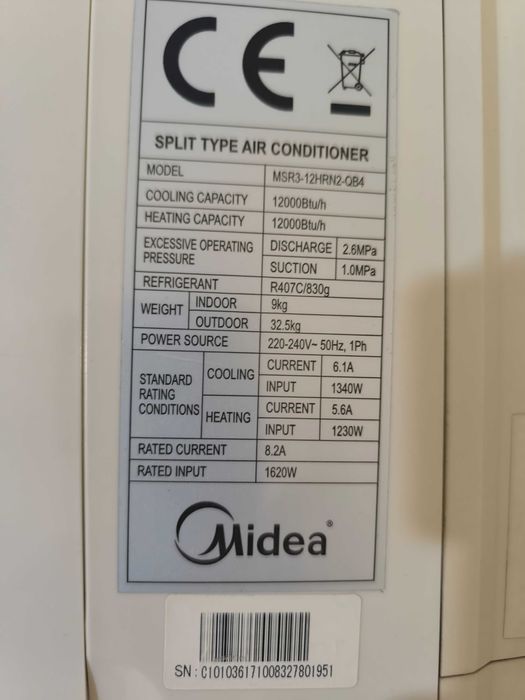 CE
SPLIT TYPE AIR CONDITIONER
MODEL MSR3-12HRN2-QB4
COOLING CAPACITY 12000Btu/h
HEATING CAPACITY 12000Btu/h
EXCESSIVE OPERATING PRESSURE DISCHARGE 2.6MPa
SUCTION 1.0MPa
REFRIGERANT R407C/830g
WEIGHT INDOOR 9kg
OUTDOOR 32.5kg
POWER SOURCE 220-240V~ 50Hz, 1Ph
STANDARD RATING CONDITIONS COOLING CURRENT 6.1A
INPUT 1340W
HEATING CURRENT 5.6A
INPUT 1230W
RATED CURRENT 8.2A
RATED INPUT 1620W
Midea®
SN : C101036171008327801951